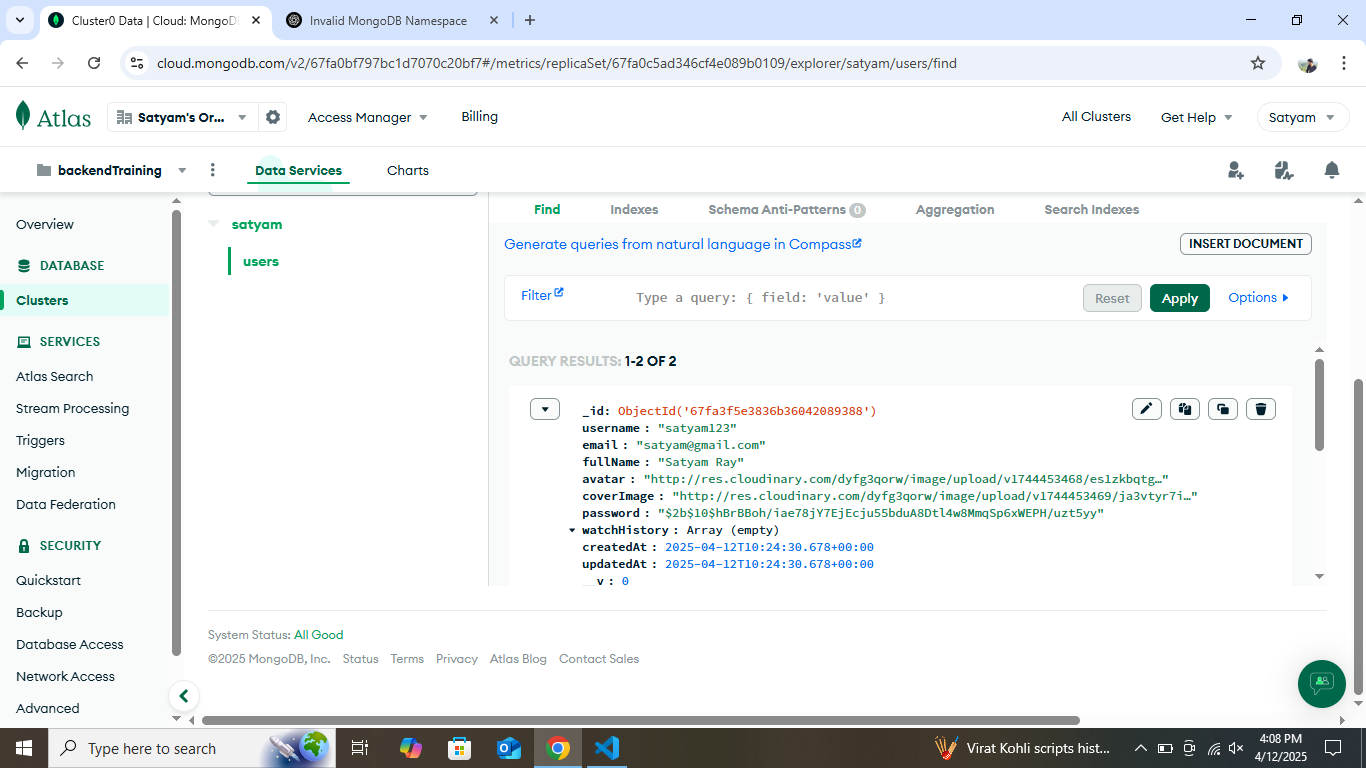 Cluster0 Data | Cloud: MongoDB
Invalid MongoDB Namespace
cloud.mongodb.com/v2/67fa0bf797bc1d7070c20bf7#/metrics/replicaSet/67fa0c5ad346cf4e089b0109/explorer/satyam/users/find
Atlas
Satyam's Or...
Access Manager
Billing
All Clusters
Get Help
Satyam
backendTraining
Data Services
Charts
Overview
DATABASE
Clusters
SERVICES
Atlas Search
Stream Processing
Triggers
Migration
Data Federation
SECURITY
Quickstart
Backup
Database Access
Network Access
Advanced
satyam
users
Find
Indexes
Schema Anti-Patterns 0
Aggregation
Search Indexes
Generate queries from natural language in Compass
INSERT DOCUMENT
Filter
Type a query: { field: 'value' }
Reset
Apply
Options
QUERY RESULTS: 1-2 OF 2
_id: ObjectId('67fa3f5e3836b36042089388')
username : "satyam123"
email : "satyam@gmail.com"
fullName : "Satyam Ray"
avatar : "http://res.cloudinary.com/dyfg3qorw/image/upload/v1744453468/es1zkbqtg…"
coverImage : "http://res.cloudinary.com/dyfg3qorw/image/upload/v1744453469/ja3vtyr7i…"
password : "$2b$10$hBrBBoh/iae78jY7EjEcju55bduA8Dtl4w8MmqSp6xWEPH/uzt5yy"
watchHistory : Array (empty)
createdAt : 2025-04-12T10:24:30.678+00:00
updatedAt : 2025-04-12T10:24:30.678+00:00
__v : 0
System Status: All Good
©2025 MongoDB, Inc. Status Terms Privacy Atlas Blog Contact Sales
Type here to search
Virat Kohli scripts hist...
4:08 PM
4/12/2025